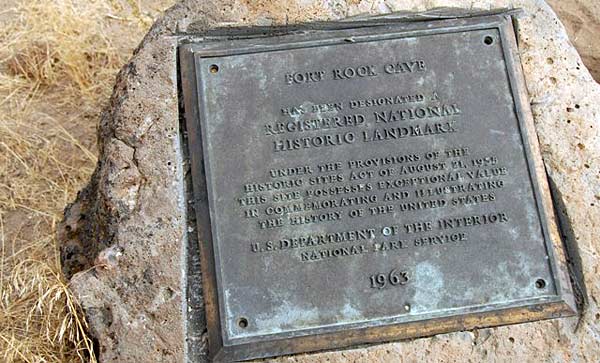 FORT ROCK CAVE
HAS BEEN DESIGNATED A
REGISTERED NATIONAL
HISTORIC LANDMARK
UNDER THE PROVISIONS OF THE
HISTORIC SITES ACT OF AUGUST 21, 1935
THIS SITE POSSESSES EXCEPTIONAL VALUE
IN COMMEMORATING AND ILLUSTRATING
THE HISTORY OF THE UNITED STATES
U.S. DEPARTMENT OF THE INTERIOR
NATIONAL PARK SERVICE
1963